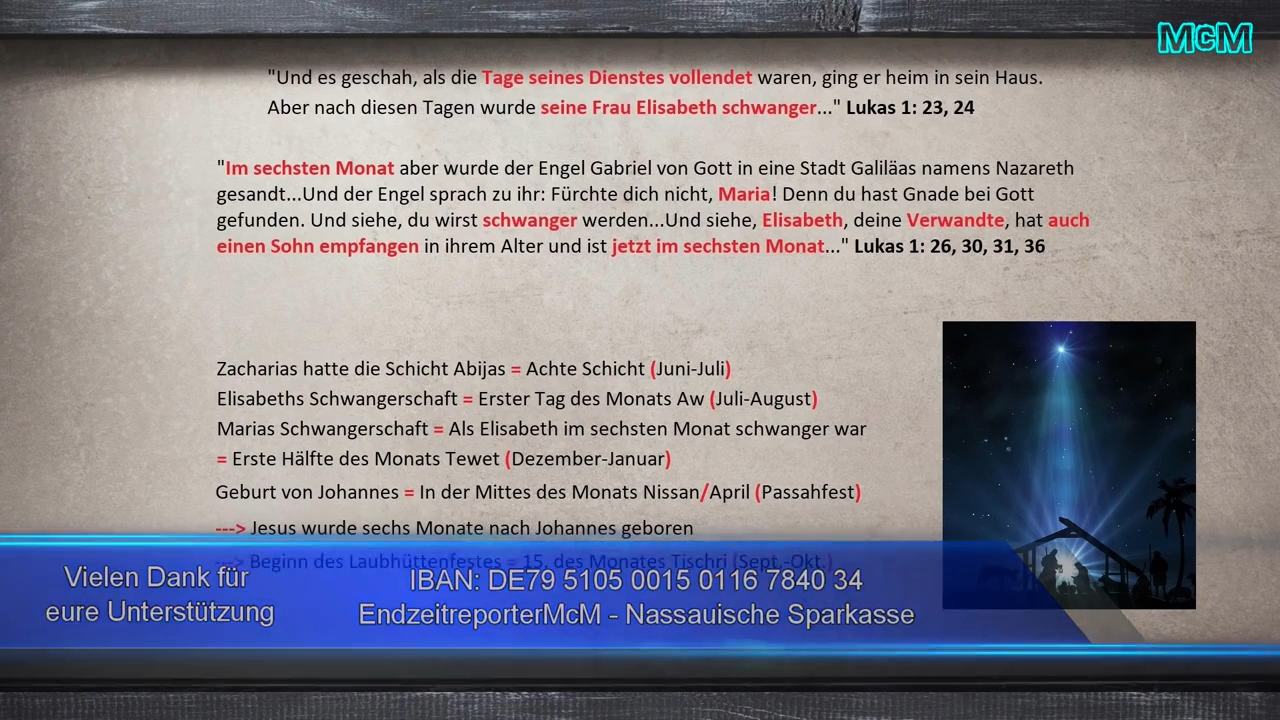 McM
"Und es geschah, als die Tage seines Dienstes vollendet waren, ging er heim in sein Haus.
Aber nach diesen Tagen wurde seine Frau Elisabeth schwanger..." Lukas 1: 23, 24
"Im sechsten Monat aber wurde der Engel Gabriel von Gott in eine Stadt Galiläas namens Nazareth
gesandt...Und der Engel sprach zu ihr: Fürchte dich nicht, Maria! Denn du hast Gnade bei Gott
gefunden. Und siehe, du wirst schwanger werden...Und siehe, Elisabeth, deine Verwandte, hat auch
einen Sohn empfangen in ihrem Alter und ist jetzt im sechsten Monat..." Lukas 1: 26, 30, 31, 36
Zacharias hatte die Schicht Abijas = Achte Schicht (Juni-Juli)
Elisabeths Schwangerschaft = Erster Tag des Monats Aw (Juli-August)
Marias Schwangerschaft = Als Elisabeth im sechsten Monat schwanger war
= Erste Hälfte des Monats Tewet (Dezember-Januar)
Geburt von Johannes = In der Mittes des Monats Nissan/April (Passahfest)
---> Jesus wurde sechs Monate nach Johannes geboren
---> Beginn des Laubhüttenfestes = 15. des Monates Tischri (Sept.-Okt.)
Vielen Dank für
eure Unterstützung
IBAN: DE79 5105 0015 0116 7840 34
EndzeitreporterMcM - Nassauische Sparkasse